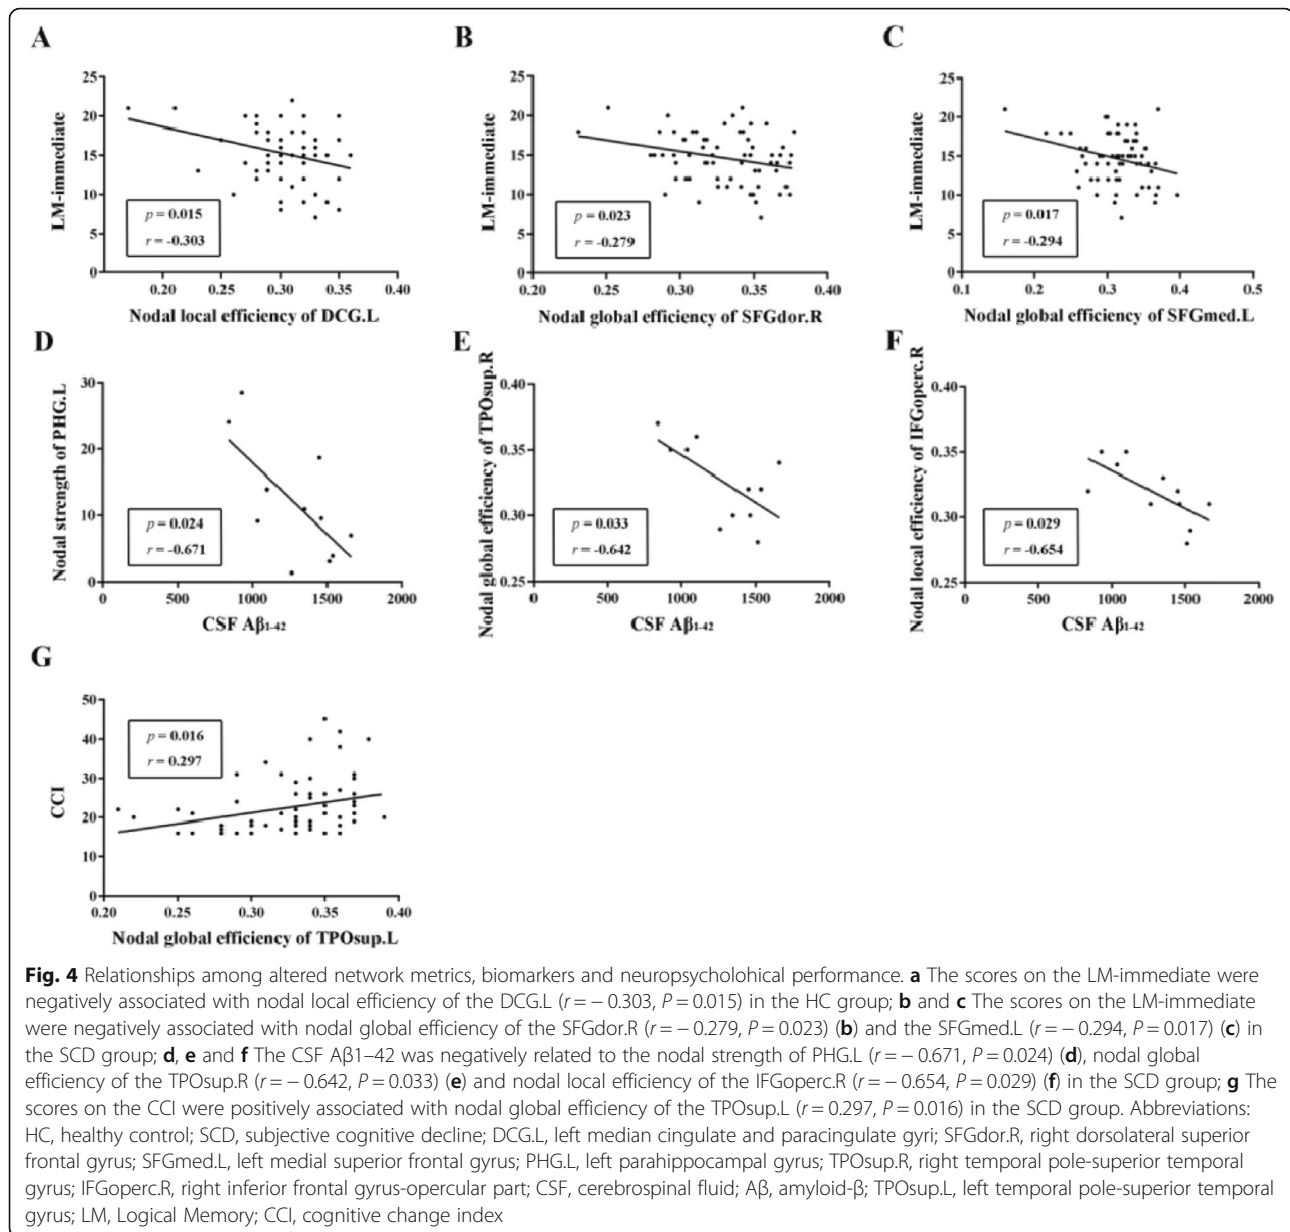 A
B
C
LM-immediate
25
20
15
10
5
0
p = 0.015
r = -0.303
0.20
0.30
0.40
Nodal local efficiency of DCG.L
LM-immediate
25
20
15
10
5
0
p = 0.023
r = -0.279
0.20
0.25
0.30
0.35
0.40
Nodal global efficiency of SFGdor.R
LM-immediate
25
20
15
10
5
0
p = 0.017
r = -0.294
0.1
0.2
0.3
0.4
0.5
Nodal global efficiency of SFGmed.L
D
E
F
Nodal strength of PHG.L
30
20
10
0
p = 0.024
r = -0.671
0
500
1000
1500
2000
CSF Aβ1-42
Nodal global efficiency of TPOsup.R
0.40
0.35
0.30
0.25
p = 0.033
r = -0.642
0
500
1000
1500
2000
CSF Aβ1-42
Nodal local efficiency of IFGoperc.R
0.40
0.35
0.30
0.25
p = 0.029
r = -0.654
0
500
1000
1500
2000
CSF Aβ1-42
G
CCI
50
40
30
20
10
0
p = 0.016
r = 0.297
0.20
0.25
0.30
0.35
0.40
Nodal global efficiency of TPOsup.L
Fig. 4 Relationships among altered network metrics, biomarkers and neuropsycholohical performance. a The scores on the LM-immediate were
negatively associated with nodal local efficiency of the DCG.L (r = − 0.303, P = 0.015) in the HC group; b and c The scores on the LM-immediate
were negatively associated with nodal global efficiency of the SFGdor.R (r = − 0.279, P = 0.023) (b) and the SFGmed.L (r = − 0.294, P = 0.017) (c) in
the SCD group; d, e and f The CSF Aβ1–42 was negatively related to the nodal strength of PHG.L (r = − 0.671, P = 0.024) (d), nodal global
efficiency of the TPOsup.R (r = − 0.642, P = 0.033) (e) and nodal local efficiency of the IFGoperc.R (r = − 0.654, P = 0.029) (f) in the SCD group; g The
scores on the CCI were positively associated with nodal global efficiency of the TPOsup.L (r = 0.297, P = 0.016) in the SCD group. Abbreviations:
HC, healthy control; SCD, subjective cognitive decline; DCG.L, left median cingulate and paracingulate gyri; SFGdor.R, right dorsolateral superior
frontal gyrus; SFGmed.L, left medial superior frontal gyrus; PHG.L, left parahippocampal gyrus; TPOsup.R, right temporal pole-superior temporal
gyrus; IFGoperc.R, right inferior frontal gyrus-opercular part; CSF, cerebrospinal fluid; Aβ, amyloid-β; TPOsup.L, left temporal pole-superior temporal
gyrus; LM, Logical Memory; CCI, cognitive change index